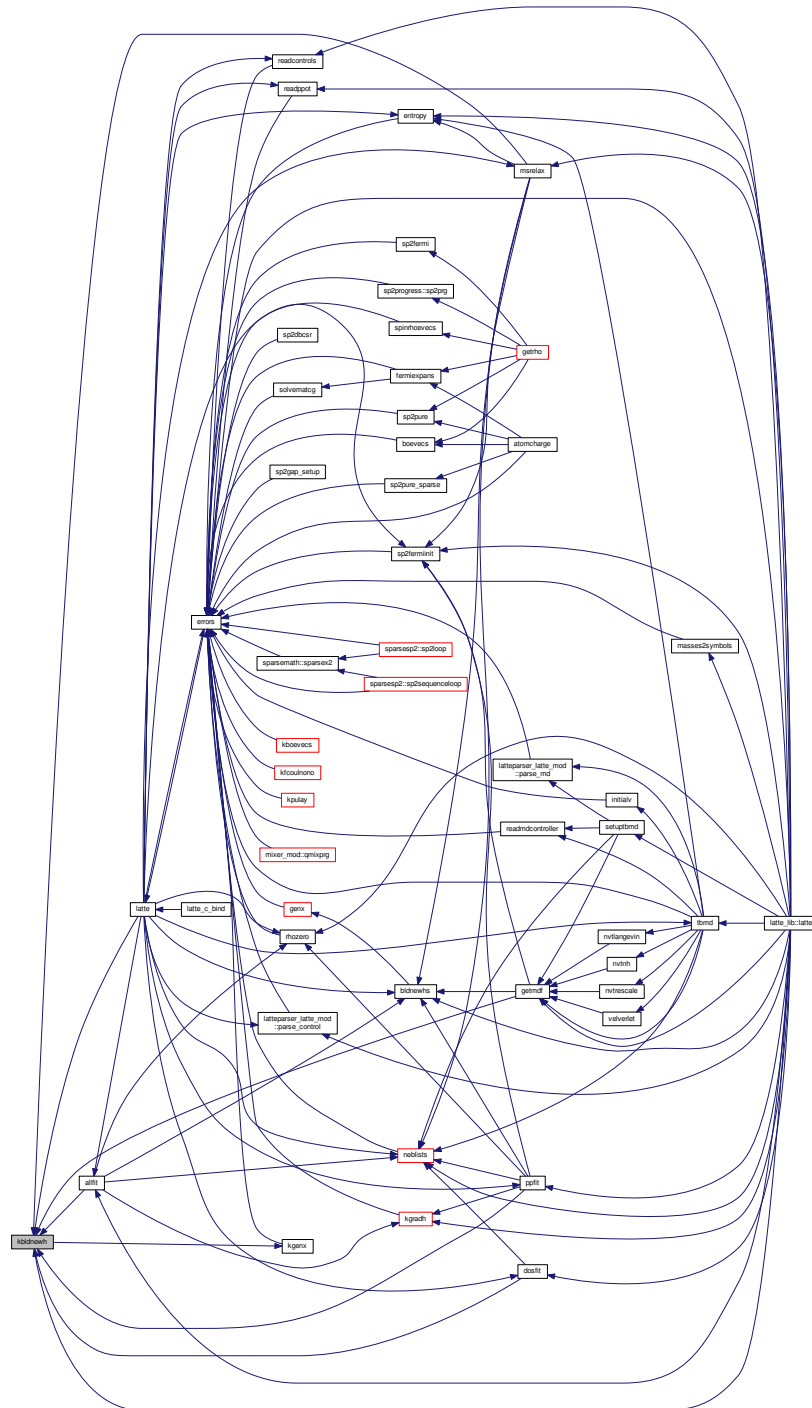 readcontrols
readppot
entropy
msrelax
sp2fermi
sp2progress::sp2prg
spinrhoevecs
sp2dbcsr
getrho
fermiexpans
solvematcg
sp2pure
boevecs
atomcharge
sp2gap_setup
sp2pure_sparse
sp2fermiinit
errors
masses2symbols
sparsesp2::sp2loop
sparsemath::sparsex2
sparsesp2::sp2sequenceloop
kboevecs
latteparser_latte_mod
::parse_md
kfcoulnono
kpulay
initialv
setuptbmd
readmdcontroller
mixer_mod::qmixprg
latte
latte_c_bind
genx
tbmd
latte_lib::latte
rhozero
nvtlangevin
nvtnh
bldnewhs
getmdf
nvtrescale
velverlet
latteparser_latte_mod
::parse_control
neblists
allfit
ppfit
kgradh
kbldnewh
kgenx
dosfit